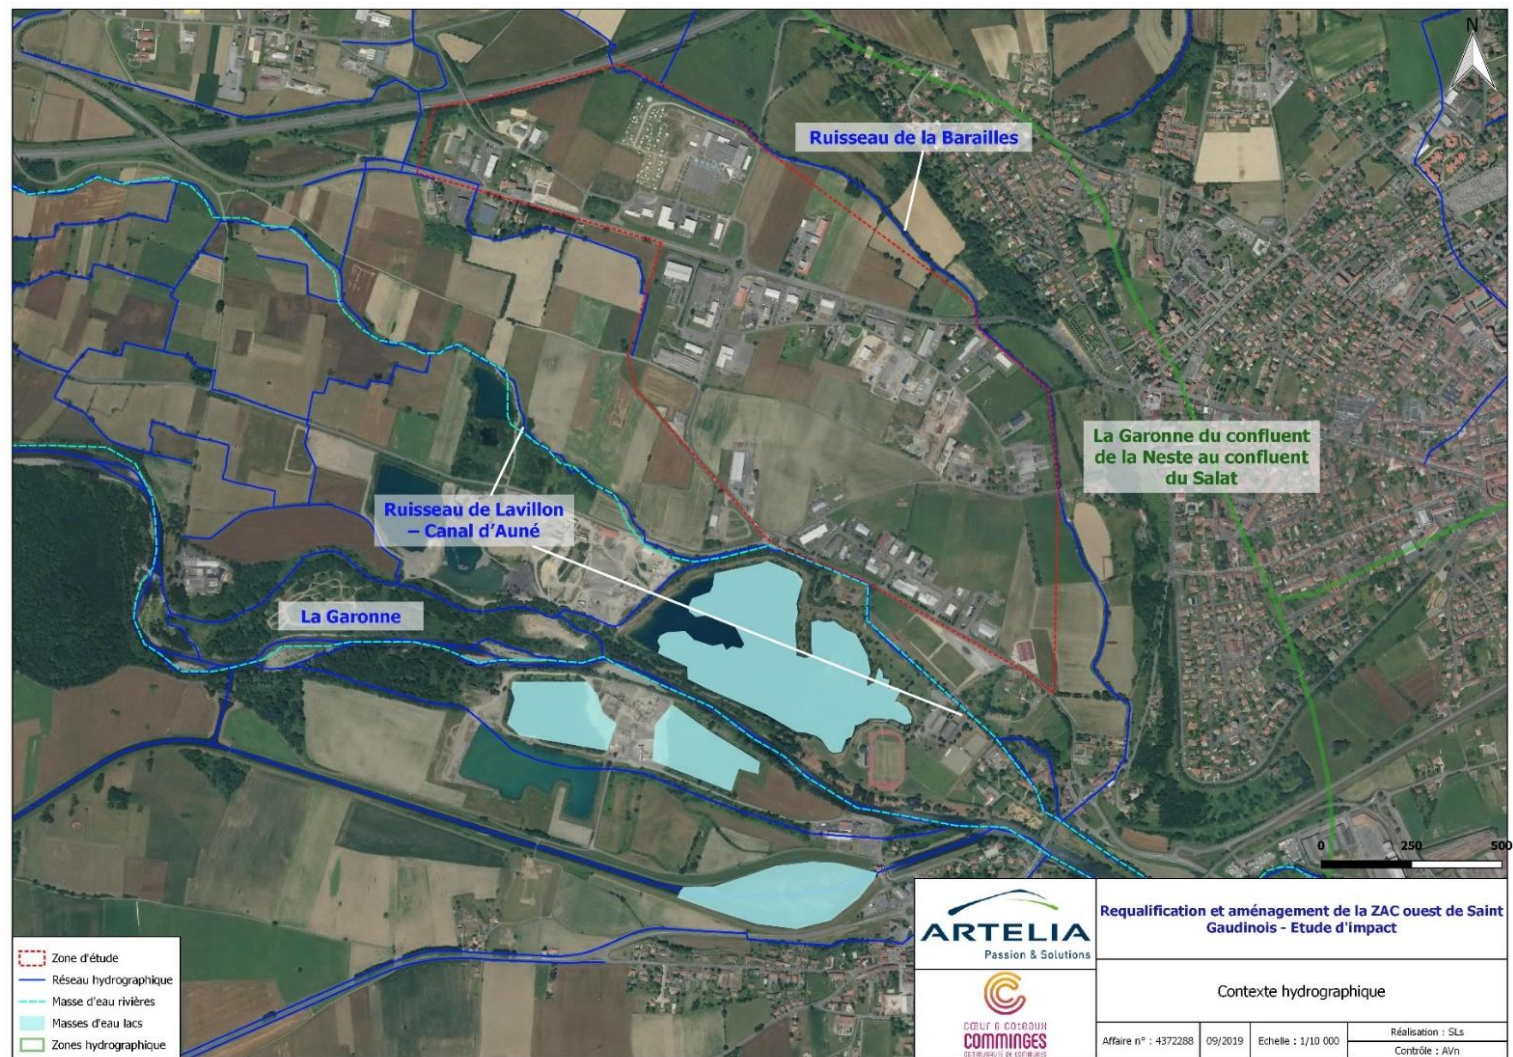 N
Ruisseau de la Barailles
La Garonne du confluent
de la Neste au confluent
du Salat
Ruisseau de Lavillon
– Canal d'Auné
La Garonne
0 250 500
Zone d'étude
Réseau hydrographique
Masse d'eau rivières
Masses d'eau lacs
Zones hydrographique
ARTELIA
Passion & Solutions
CŒUR & COTEAUX
COMMINGES
COMMUNAUTÉ DE COMMUNES
Requalification et aménagement de la ZAC ouest de Saint
Gaudinois - Etude d'impact
Contexte hydrographique
Affaire n° : 4372288
09/2019
Echelle : 1/10 000
Réalisation : SLs
Contrôle : AVn